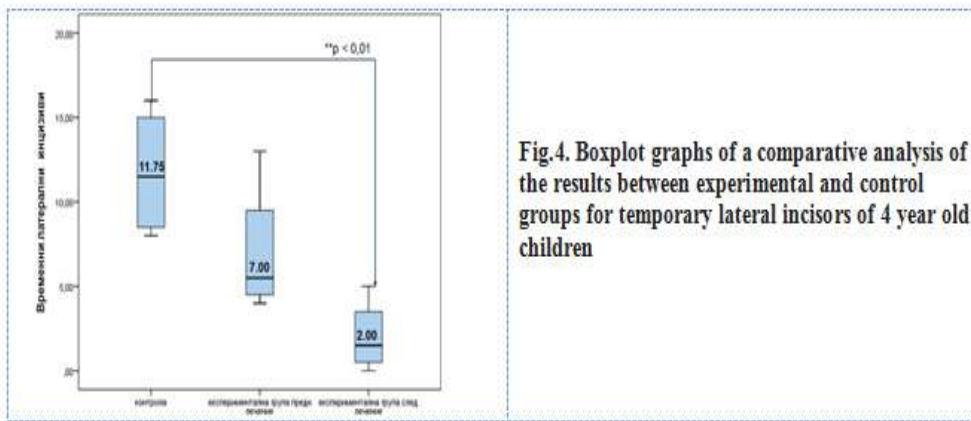 20,00
**p < 0,01
Временни латерални инцизиви
15,00
11.75
10,00
7.00
5,00
2.00
,00
контрола
експериментална група преди
лечение
експериментална група след
лечение
Fig.4. Boxplot graphs of a comparative analysis of
the results between experimental and control
groups for temporary lateral incisors of 4 year old
children